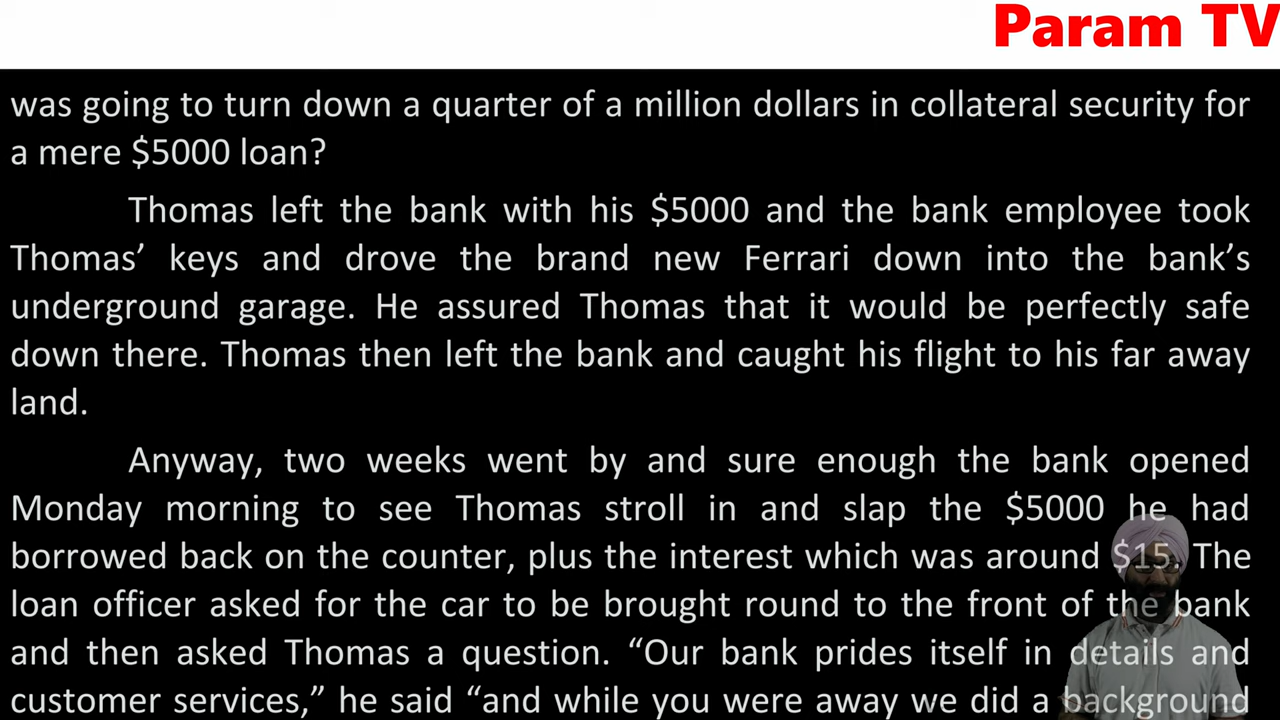 Param TV
was going to turn down a quarter of a million dollars in collateral security for
a mere $5000 loan?
Thomas left the bank with his $5000 and the bank employee took
Thomas’ keys and drove the brand new Ferrari down into the bank’s
underground garage. He assured Thomas that it would be perfectly safe
down there. Thomas then left the bank and caught his flight to his far away
land.
Anyway, two weeks went by and sure enough the bank opened
Monday morning to see Thomas stroll in and slap the $5000 he had
borrowed back on the counter, plus the interest which was around $15. The
loan officer asked for the car to be brought round to the front of the bank
and then asked Thomas a question. “Our bank prides itself in details and
customer services,” he said “and while you were away we did a background